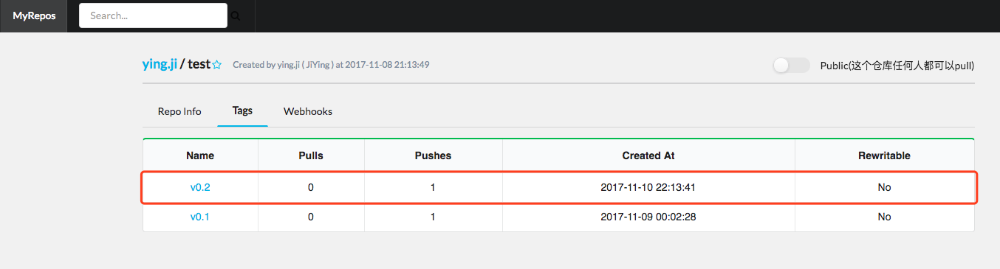 MyRepos Search...
ying.ji / test Created by ying.ji ( JiYing ) at 2017-11-08 21:13:49 Public(这个仓库任何人都可以pull)
Repo Info Tags Webhooks
Name Pulls Pushes Created At Rewritable
v0.2 0 1 2017-11-10 22:13:41 No
v0.1 0 1 2017-11-09 00:02:28 No